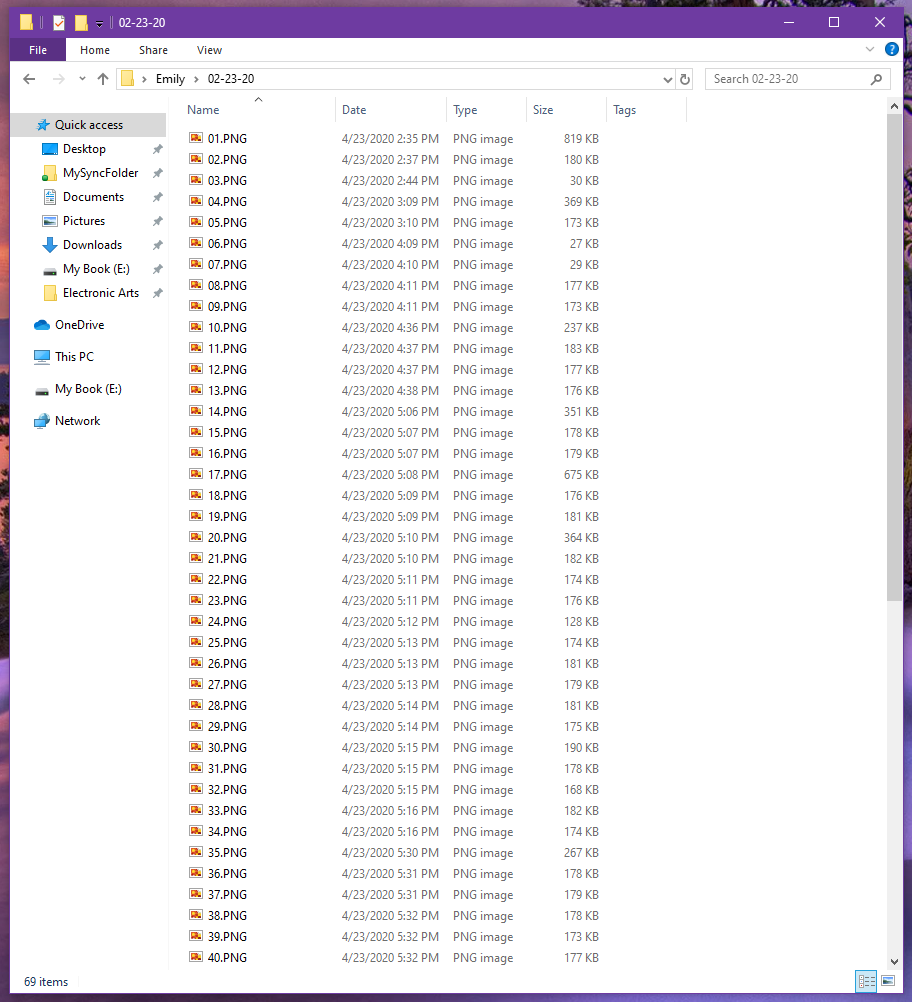 02-23-20
File Home Share View
Emily 02-23-20 Search 02-23-20
Name Date Type Size Tags
Quick access
Desktop
MySyncFolder
Documents
Pictures
Downloads
My Book (E:)
Electronic Arts
OneDrive
This PC
My Book (E:)
Network
01.PNG 4/23/2020 2:35 PM PNG image 819 KB
02.PNG 4/23/2020 2:37 PM PNG image 180 KB
03.PNG 4/23/2020 2:44 PM PNG image 30 KB
04.PNG 4/23/2020 3:09 PM PNG image 369 KB
05.PNG 4/23/2020 3:10 PM PNG image 173 KB
06.PNG 4/23/2020 4:09 PM PNG image 27 KB
07.PNG 4/23/2020 4:10 PM PNG image 29 KB
08.PNG 4/23/2020 4:11 PM PNG image 177 KB
09.PNG 4/23/2020 4:11 PM PNG image 173 KB
10.PNG 4/23/2020 4:36 PM PNG image 237 KB
11.PNG 4/23/2020 4:37 PM PNG image 183 KB
12.PNG 4/23/2020 4:37 PM PNG image 177 KB
13.PNG 4/23/2020 4:38 PM PNG image 176 KB
14.PNG 4/23/2020 5:06 PM PNG image 351 KB
15.PNG 4/23/2020 5:07 PM PNG image 178 KB
16.PNG 4/23/2020 5:07 PM PNG image 179 KB
17.PNG 4/23/2020 5:08 PM PNG image 675 KB
18.PNG 4/23/2020 5:09 PM PNG image 176 KB
19.PNG 4/23/2020 5:09 PM PNG image 181 KB
20.PNG 4/23/2020 5:10 PM PNG image 364 KB
21.PNG 4/23/2020 5:10 PM PNG image 182 KB
22.PNG 4/23/2020 5:11 PM PNG image 174 KB
23.PNG 4/23/2020 5:11 PM PNG image 176 KB
24.PNG 4/23/2020 5:12 PM PNG image 128 KB
25.PNG 4/23/2020 5:13 PM PNG image 174 KB
26.PNG 4/23/2020 5:13 PM PNG image 181 KB
27.PNG 4/23/2020 5:13 PM PNG image 179 KB
28.PNG 4/23/2020 5:14 PM PNG image 181 KB
29.PNG 4/23/2020 5:14 PM PNG image 175 KB
30.PNG 4/23/2020 5:15 PM PNG image 190 KB
31.PNG 4/23/2020 5:15 PM PNG image 178 KB
32.PNG 4/23/2020 5:15 PM PNG image 168 KB
33.PNG 4/23/2020 5:16 PM PNG image 182 KB
34.PNG 4/23/2020 5:16 PM PNG image 174 KB
35.PNG 4/23/2020 5:30 PM PNG image 267 KB
36.PNG 4/23/2020 5:31 PM PNG image 178 KB
37.PNG 4/23/2020 5:31 PM PNG image 179 KB
38.PNG 4/23/2020 5:32 PM PNG image 178 KB
39.PNG 4/23/2020 5:32 PM PNG image 173 KB
40.PNG 4/23/2020 5:32 PM PNG image 177 KB
69 items